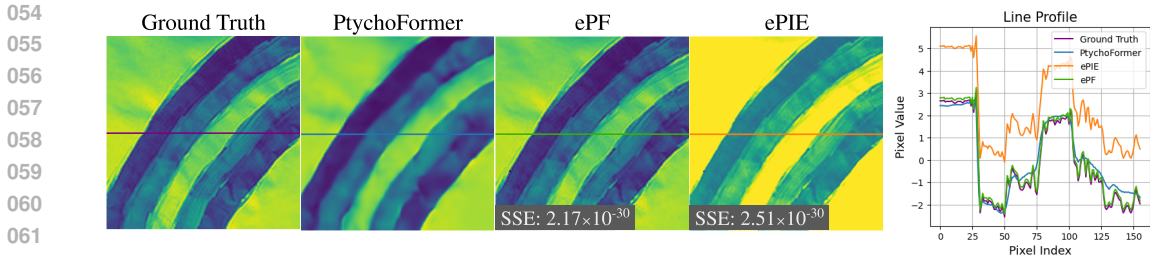 054
055
056
057
058
059
060
061
Ground Truth
PtychoFormer
ePF
ePIE
SSE: 2.17×10-30
SSE: 2.51×10-30
Line Profile
Ground Truth
PtychoFormer
ePIE
ePF
Pixel Value
5
4
3
2
1
0
−1
−2
0
25
50
75
100
125
150
Pixel Index